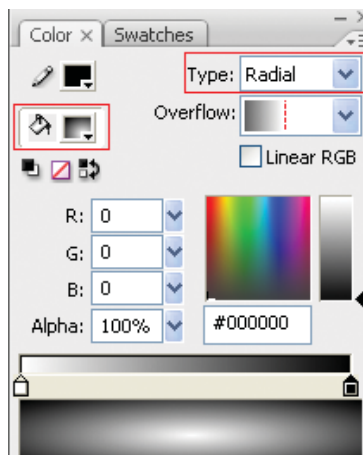 Color × Swatches
Type: Radial
Overflow:
Linear RGB
R: 0
G: 0
B: 0
Alpha: 100% #000000